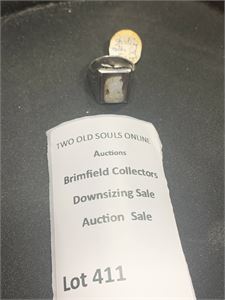 TWO OLD SOULS ONLINE
Auctions
Brimfield Collectors
Downsizing Sale
Auction Sale
Lot 411